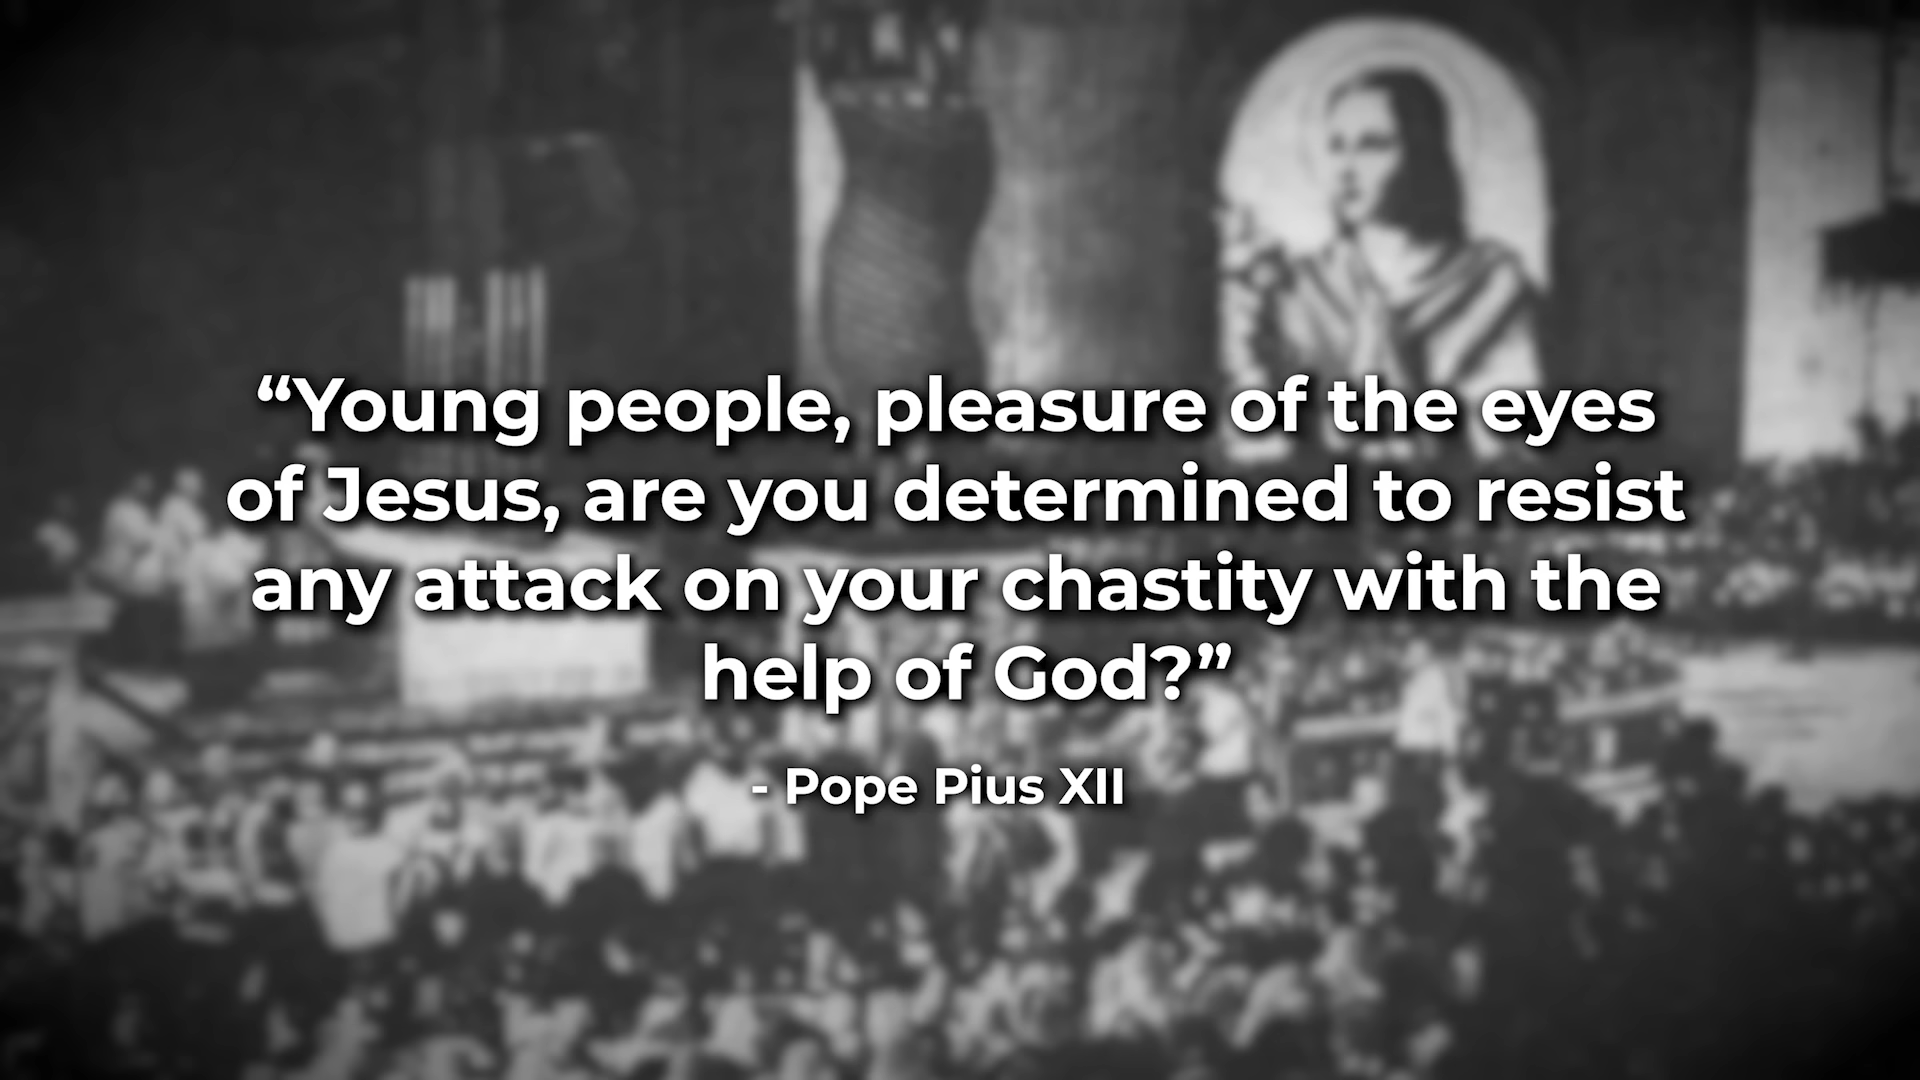 “Young people, pleasure of the eyes
of Jesus, are you determined to resist
any attack on your chastity with the
help of God?”
- Pope Pius XII